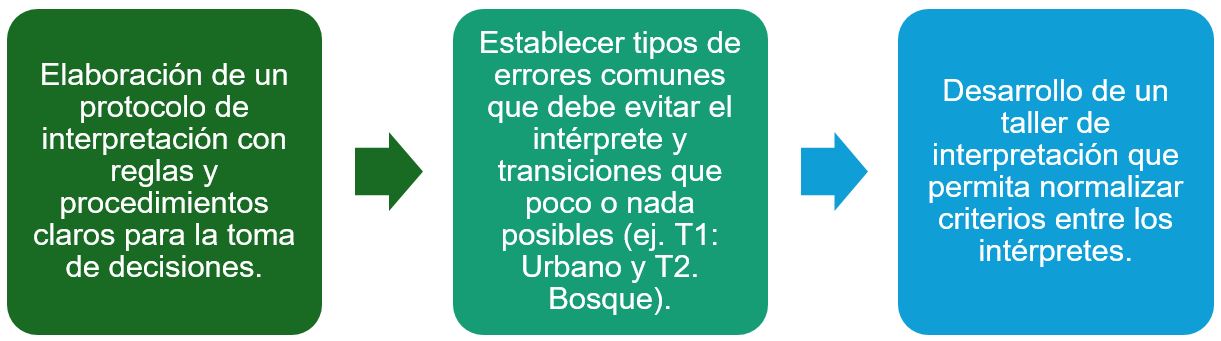 Elaboración de un
protocolo de
interpretación con
reglas y
procedimientos
claros para la toma
de decisiones.
Establecer tipos de
errores comunes
que debe evitar el
intérprete y
transiciones que
poco o nada
posibles (ej. T1:
Urbano y T2.
Bosque).
Desarrollo de un
taller de
interpretación que
permita normalizar
criterios entre los
intérpretes.